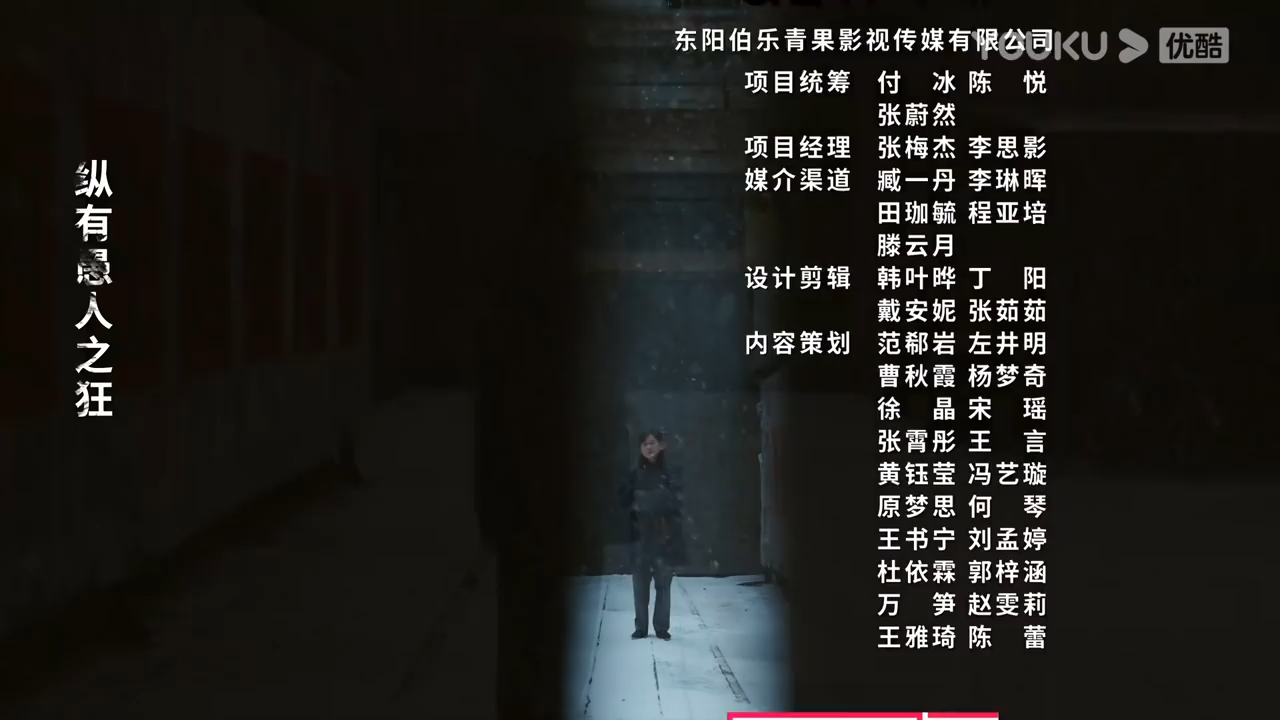 东阳伯乐青果影视传媒有限公司
YOUKU 优酷
项目统筹 付 冰 陈 悦
张蔚然
项目经理 张梅杰 李思影
媒介渠道 臧一丹 李琳晖
田珈毓 程亚培
滕云月
设计剪辑 韩叶晔 丁 阳
戴安妮 张茹茹
内容策划 范郗岩 左井明
曹秋霞 杨梦奇
徐 晶 宋 瑶
张霄彤 王 言
黄钰莹 冯艺璇
原梦思 何 琴
王书宁 刘孟婷
杜依霖 郭梓涵
万 笋 赵雯莉
王雅琦 陈 蕾
纵有愚人之狂